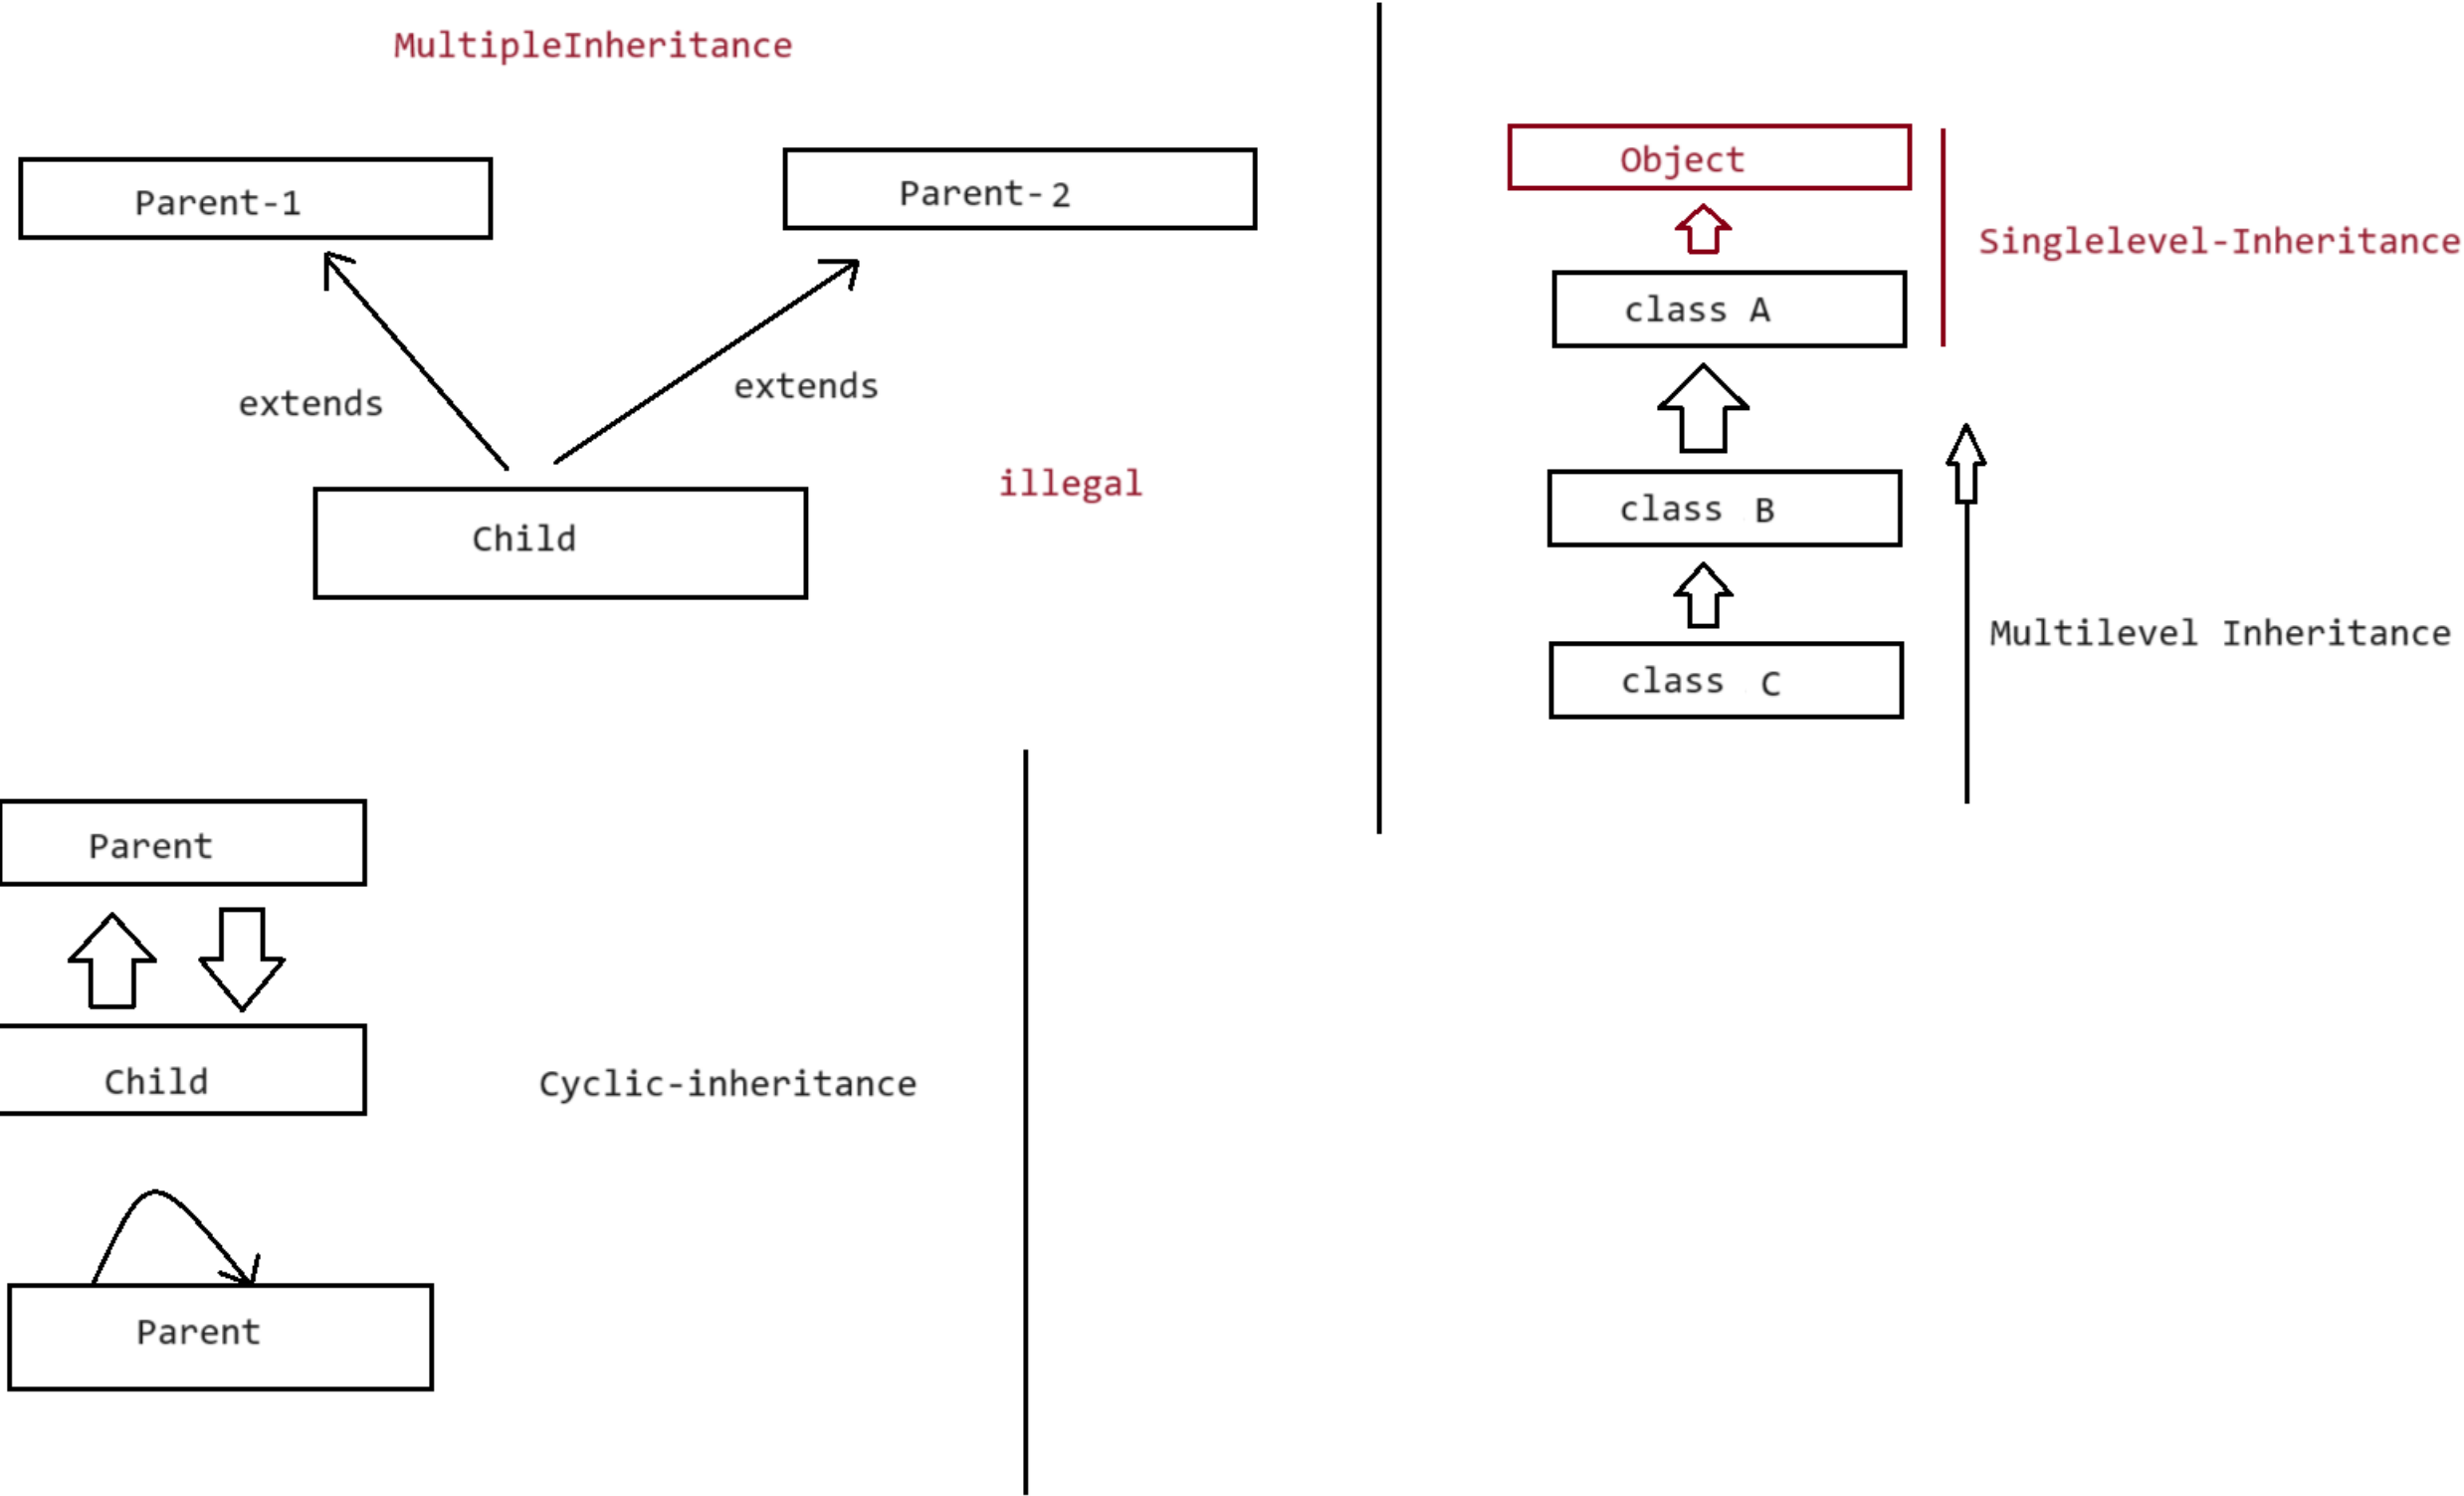 MultipleInheritance
Parent-1
Parent-2
extends
extends
illegal
Child
Object
Singlelevel-Inheritance
class A
class B
Multilevel Inheritance
class C
Parent
Child
Cyclic-inheritance
Parent